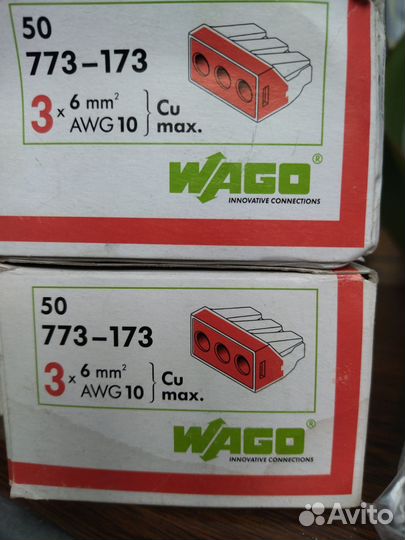 50
773-173
3 x 6 mm² } Cu
AWG 10 } max.
WAGO®
INNOVATIVE CONNECTIONS
50
773-173
3 x 6 mm² } Cu
AWG 10 } max.
WAGO®
INNOVATIVE CONNECTIONS
Avito